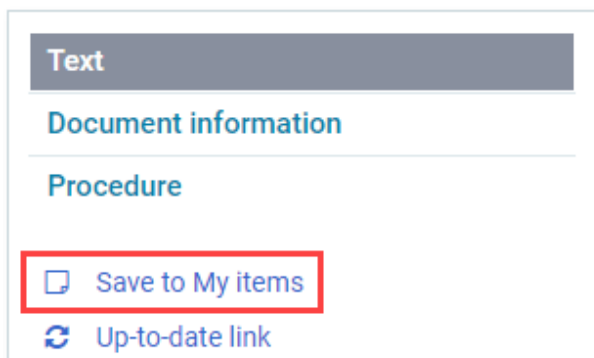 Text
Document information
Procedure
Save to My items
Up-to-date link